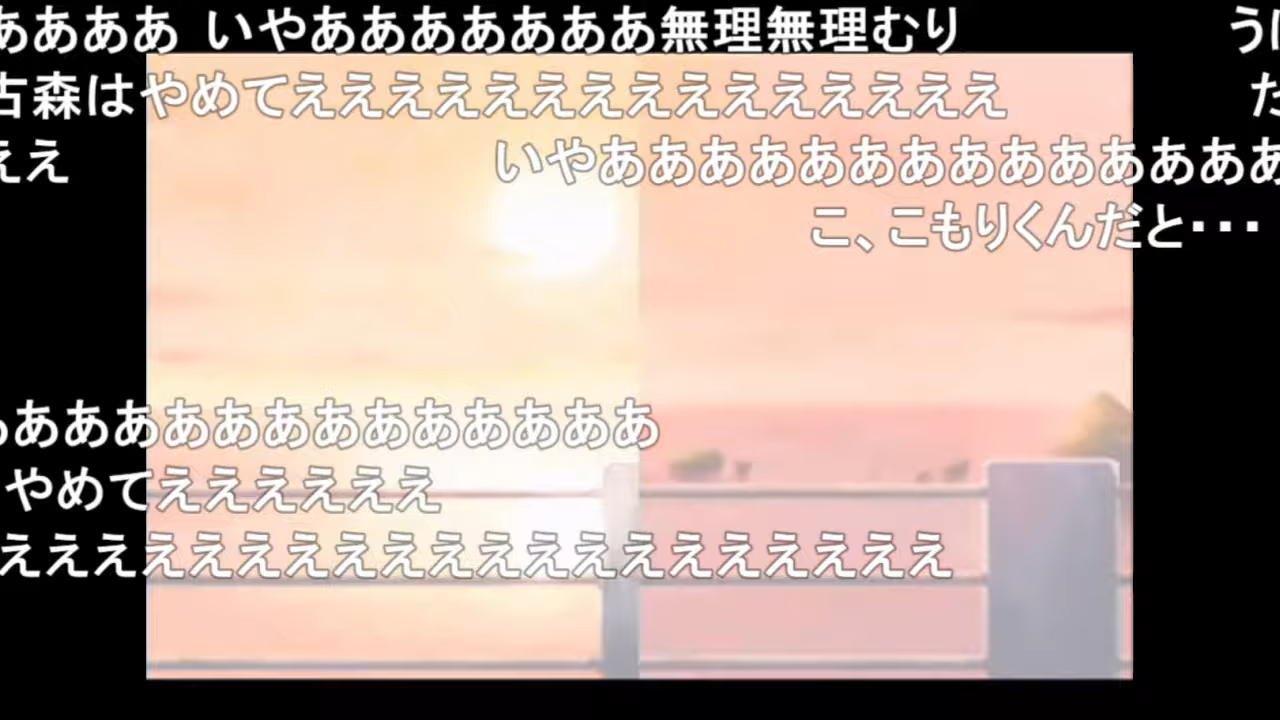 ああああ いやあああああああ無理無理むり う
古森はやめてえええええええええええええええ た
ええ いやああああああああああああああ
こ、こもりくんだと・・・
あああああああああああああ
やめてええええええ
ええええええええええええええええええええ